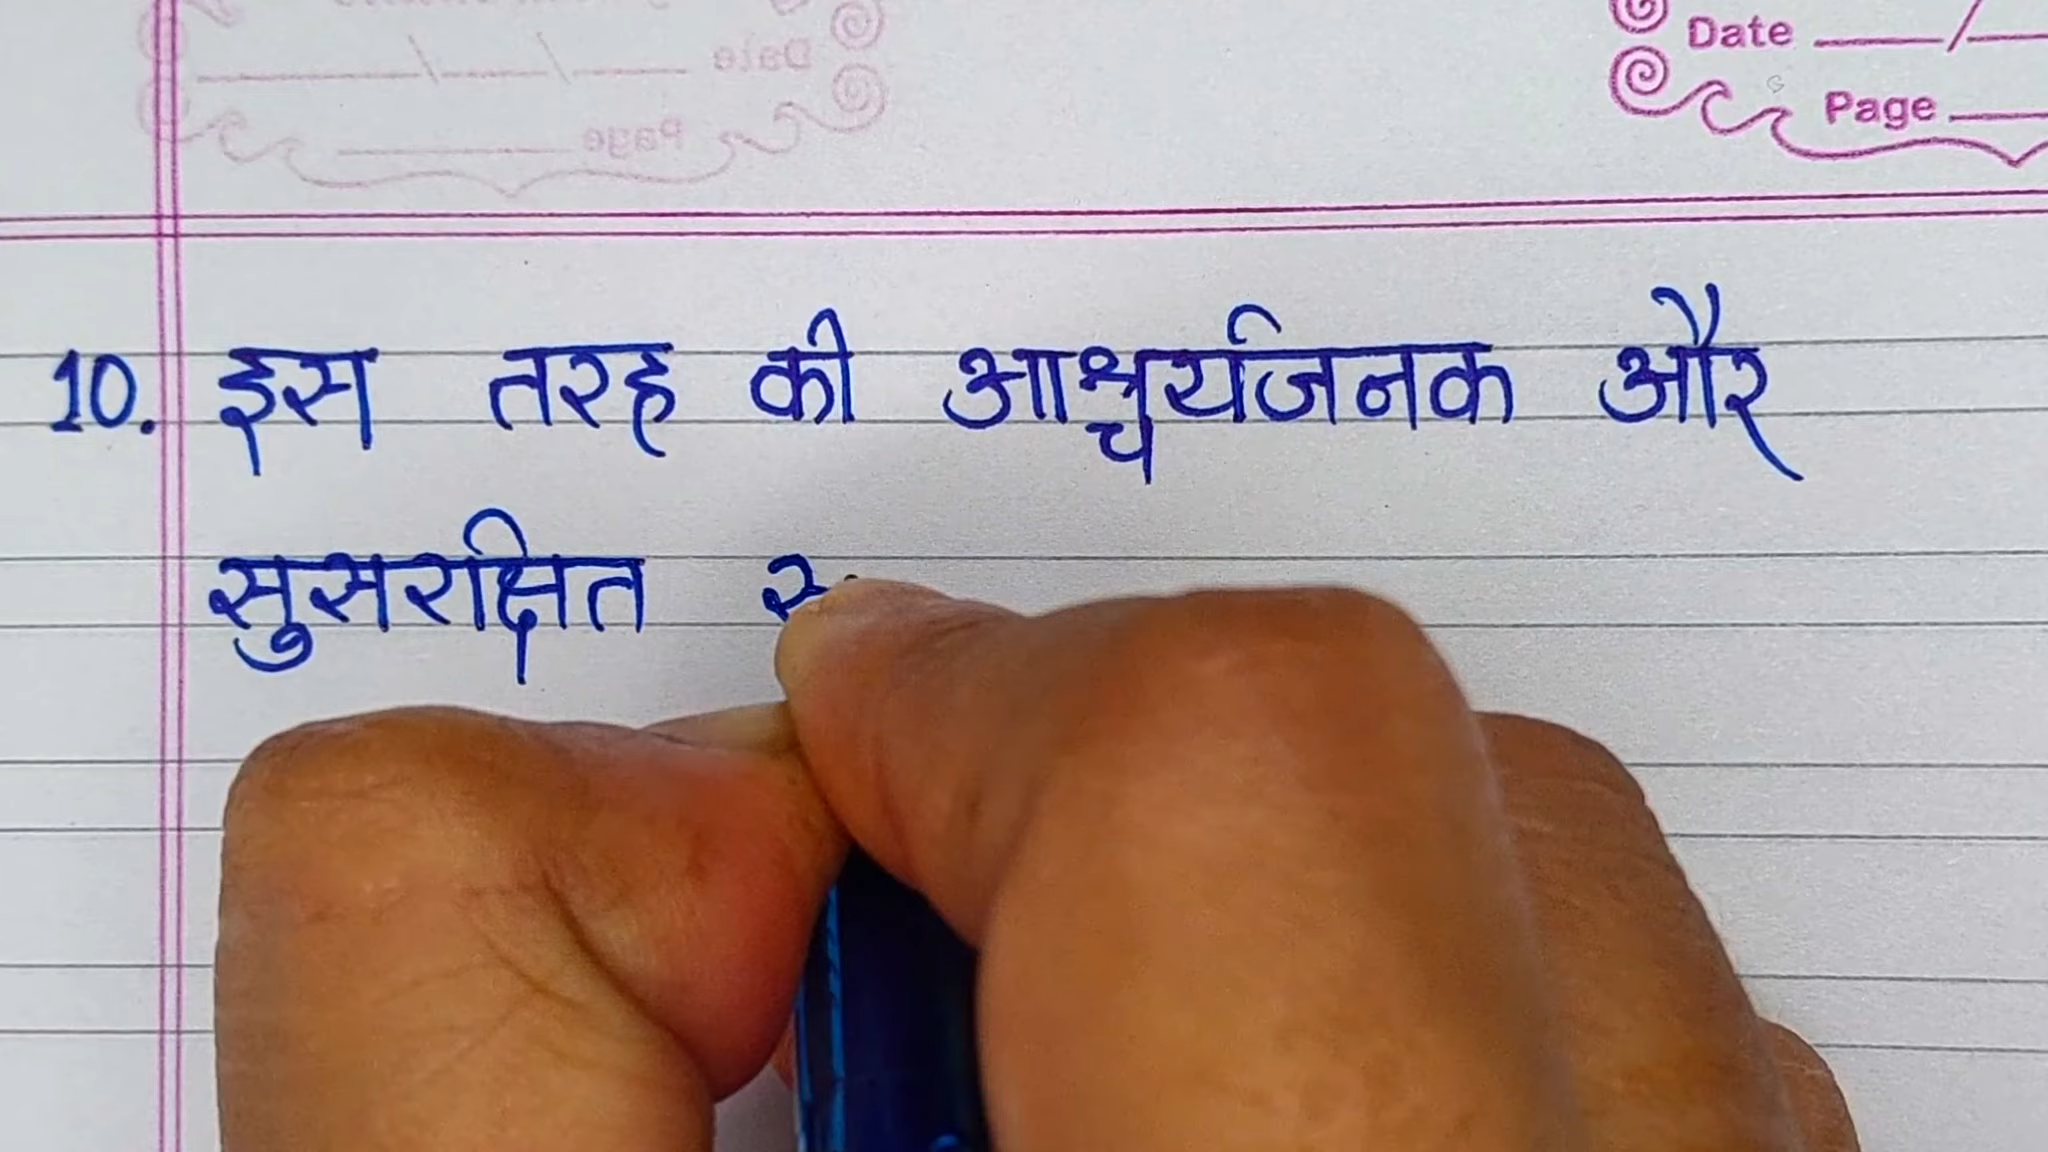 Date
Page
10. इस तरह की आश्चर्यजनक और
सुसरक्षित